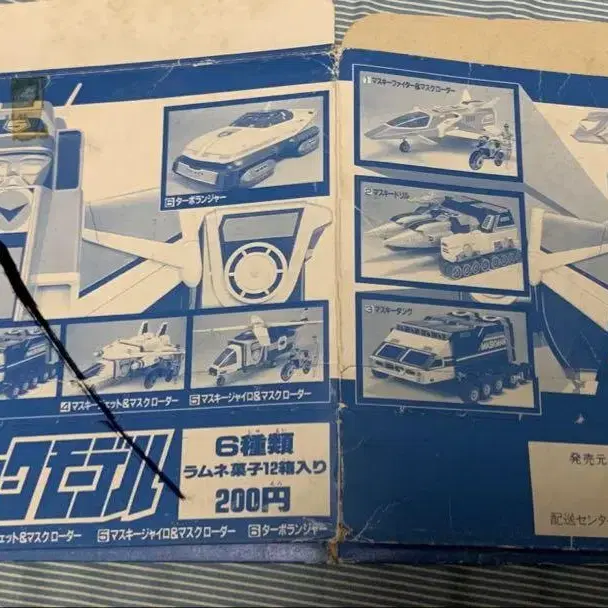 6 ターボランジャー
1 マスキーファイター&マスクローダー
2 マスキードリル
3 マスキータンク
MASKMAN
4 マスキージェット&マスクローダー
5 マスキージャイロ&マスクローダー
クモデル
6種類
ラムネ菓子12箱入り
200円
ェット&マスクローダー 5 マスキージャイロ&マスクローダー 6 ターボランジャー
発売元
配送センタ